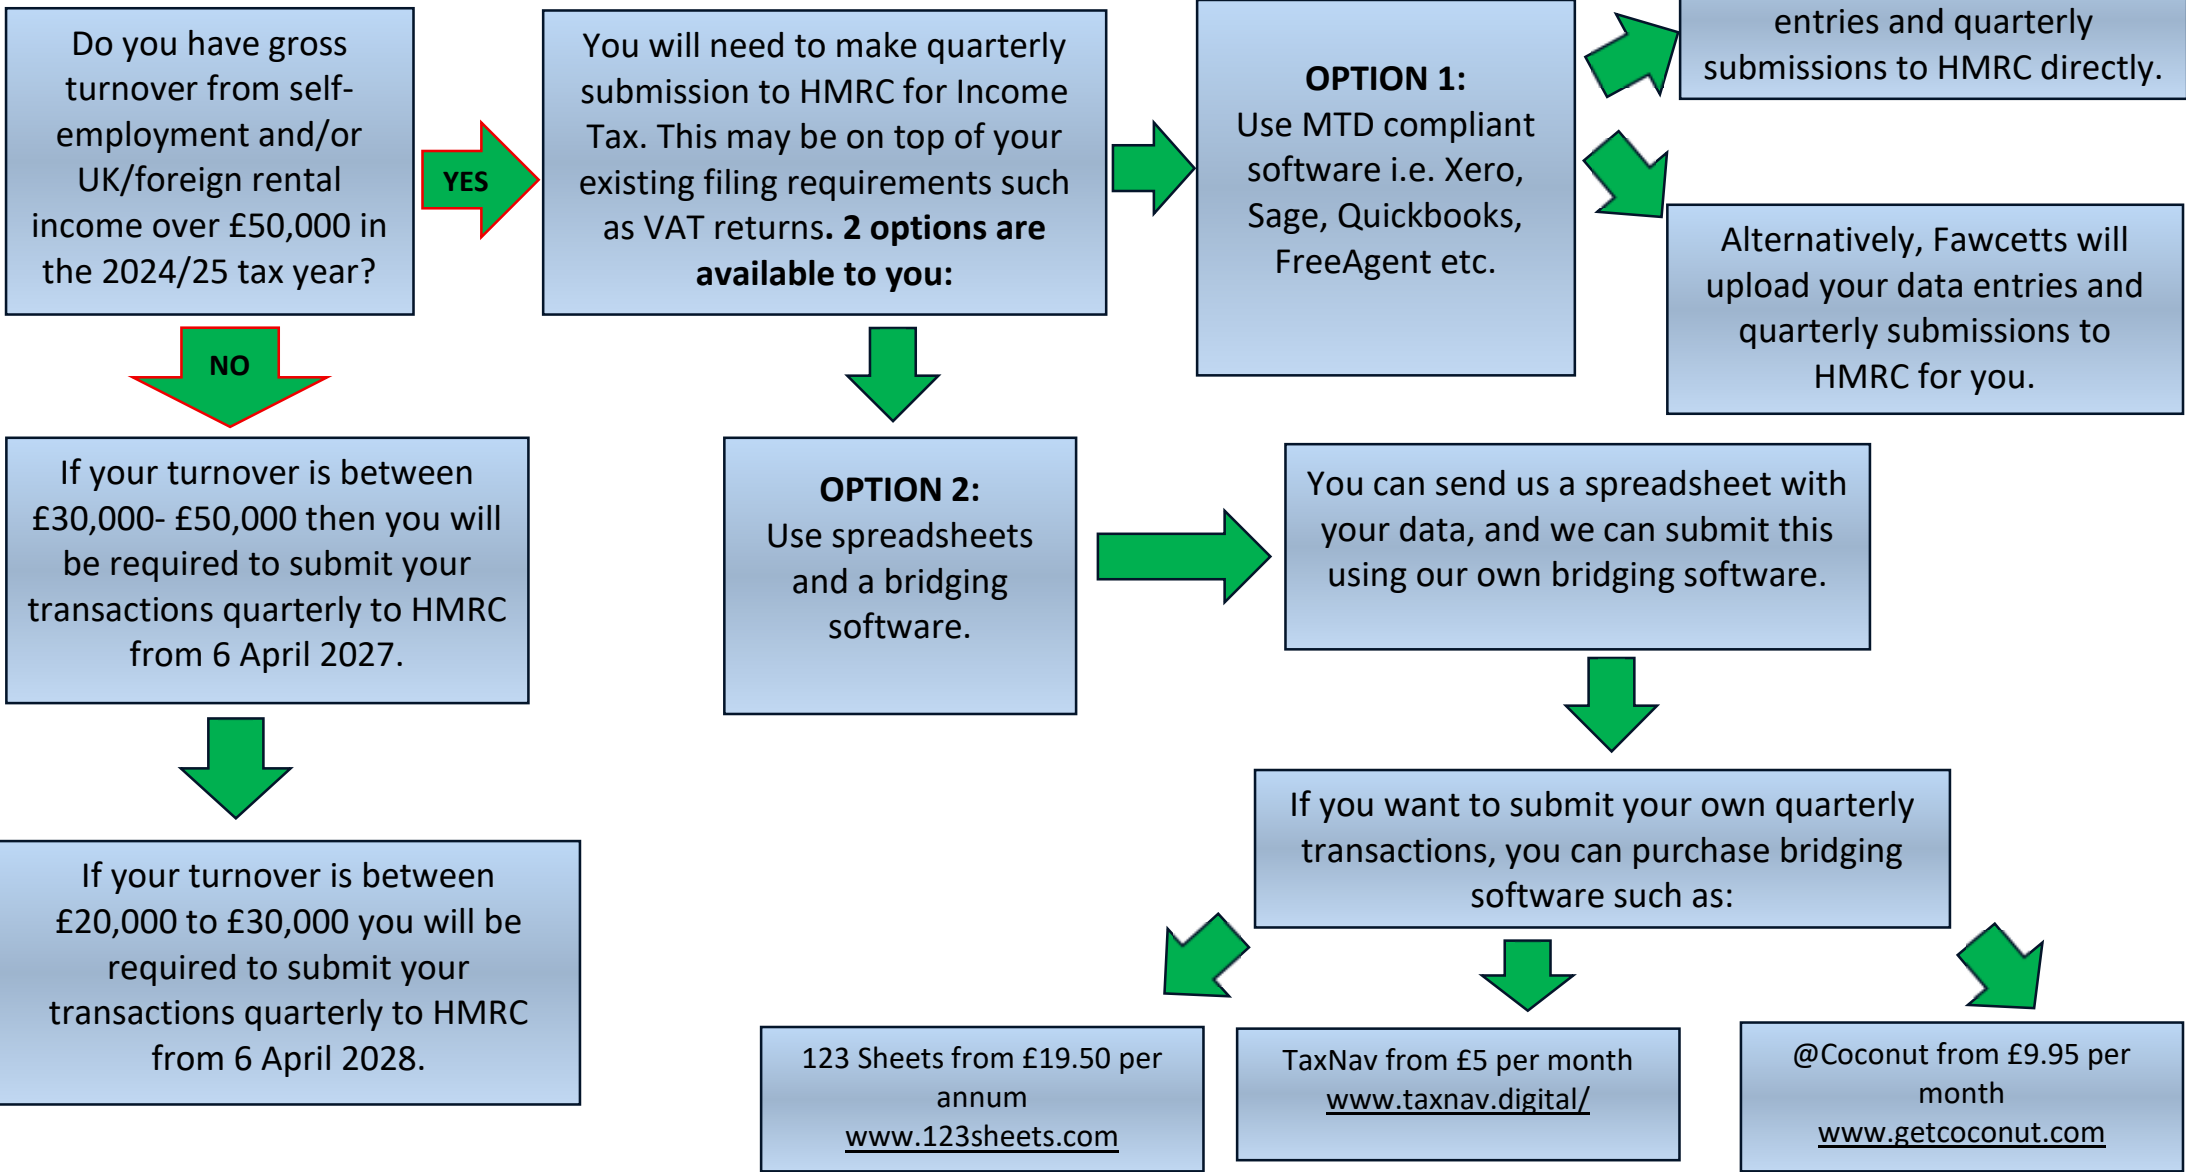 Do you have gross
turnover from self-
employment and/or
UK/foreign rental
income over £50,000 in
the 2024/25 tax year?
YES
You will need to make quarterly
submission to HMRC for Income
Tax. This may be on top of your
existing filing requirements such
as VAT returns. 2 options are
available to you:
OPTION 1:
Use MTD compliant
software i.e. Xero,
Sage, Quickbooks,
FreeAgent etc.
entries and quarterly
submissions to HMRC directly.
Alternatively, Fawcetts will
upload your data entries and
quarterly submissions to
HMRC for you.
NO
If your turnover is between
£30,000- £50,000 then you will
be required to submit your
transactions quarterly to HMRC
from 6 April 2027.
If your turnover is between
£20,000 to £30,000 you will be
required to submit your
transactions quarterly to HMRC
from 6 April 2028.
OPTION 2:
Use spreadsheets
and a bridging
software.
You can send us a spreadsheet with
your data, and we can submit this
using our own bridging software.
If you want to submit your own quarterly
transactions, you can purchase bridging
software such as:
123 Sheets from £19.50 per
annum
www.123sheets.com
TaxNav from £5 per month
www.taxnav.digital/
@Coconut from £9.95 per
month
www.getcoconut.com